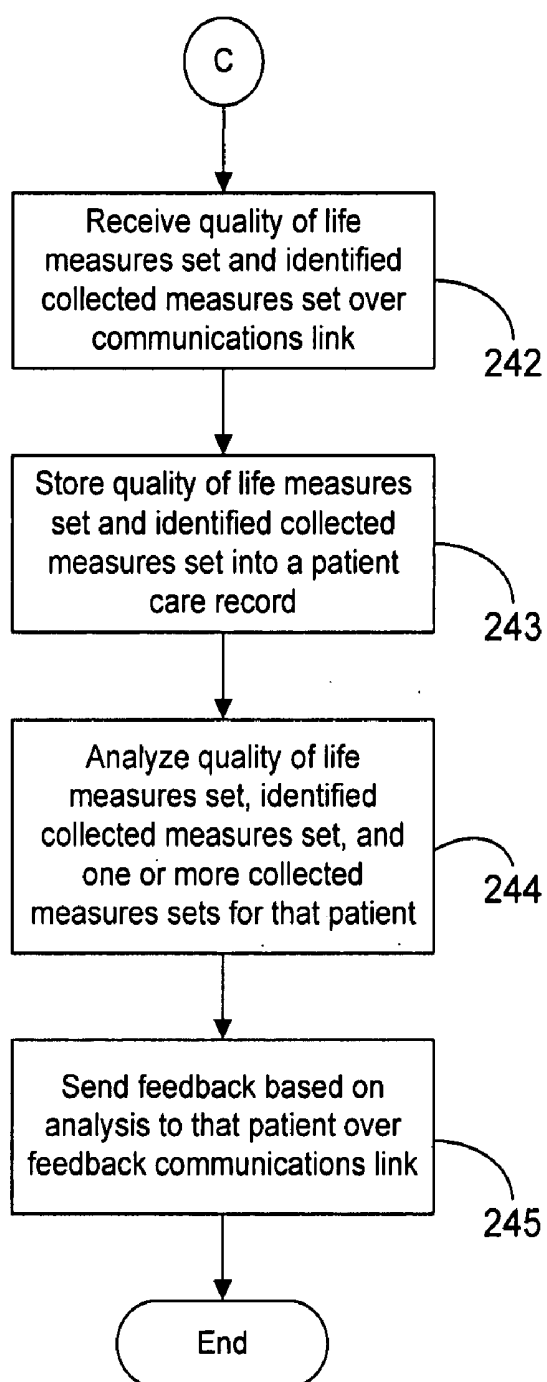 C
Receive quality of life
measures set and identified
collected measures set over
communications link
242
Store quality of life measures
set and identified collected
measures set into a patient
care record
243
Analyze quality of life
measures set, identified
collected measures set, and
one or more collected
measures sets for that patient
244
Send feedback based on
analysis to that patient over
feedback communications link
245
End